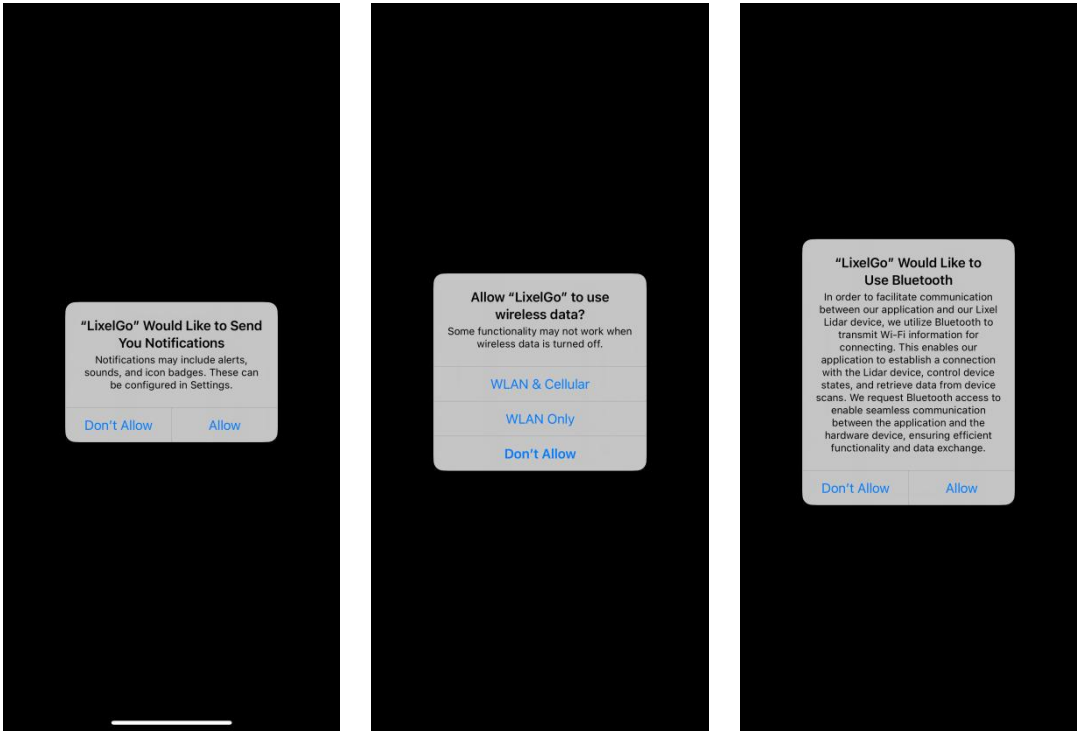 “LixelGo” Would Like to Send
You Notifications
Notifications may include alerts,
sounds, and icon badges. These can
be configured in Settings.
Don’t Allow
Allow
Allow “LixelGo” to use
wireless data?
Some functionality may not work when
wireless data is turned off.
WLAN & Cellular
WLAN Only
Don’t Allow
“LixelGo” Would Like to
Use Bluetooth
In order to facilitate communication
between our application and our Lixel
Lidar device, we utilize Bluetooth to
transmit Wi-Fi information for
connecting. This enables our
application to establish a connection
with the Lidar device, control device
states, and retrieve data from device
scans. We request Bluetooth access to
enable seamless communication
between the application and the
hardware device, ensuring efficient
functionality and data exchange.
Don’t Allow
Allow